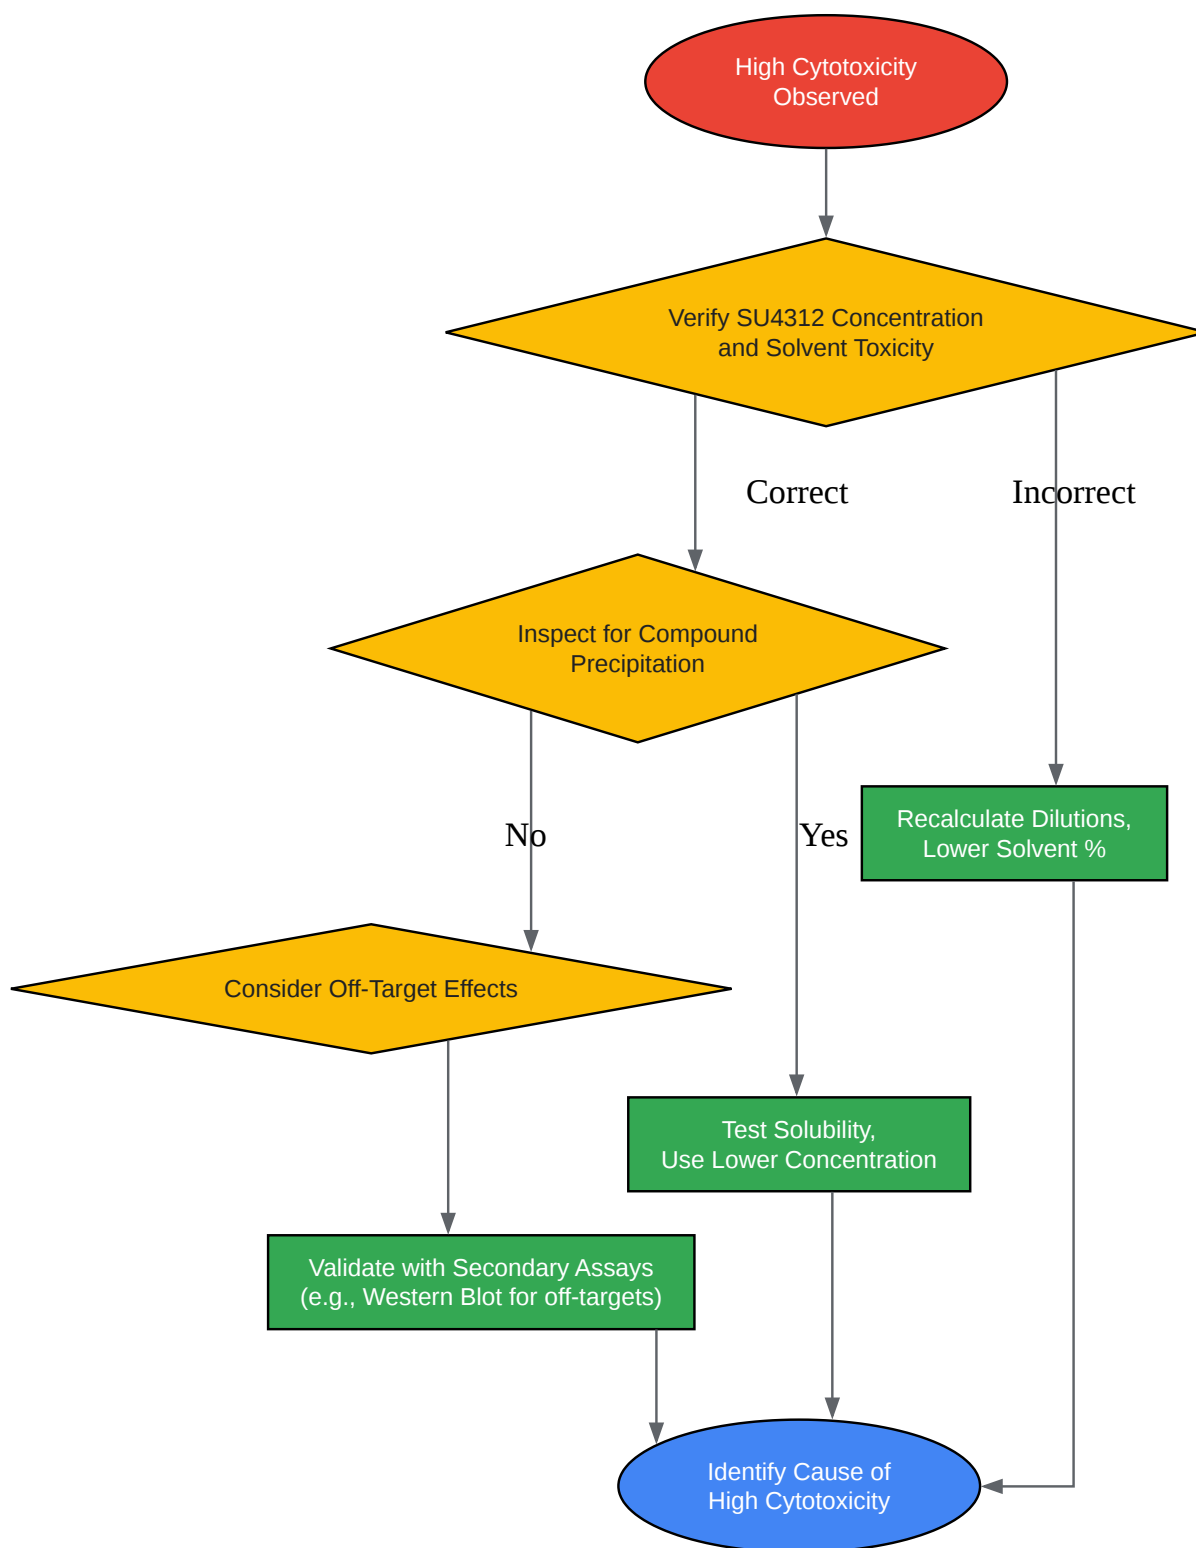 High Cytotoxicity
Observed
Verify SU4312 Concentration
and Solvent Toxicity
Correct
Incorrect
Inspect for Compound
Precipitation
No
Yes
Recalculate Dilutions,
Lower Solvent %
Consider Off-Target Effects
Test Solubility,
Use Lower Concentration
Validate with Secondary Assays
(e.g., Western Blot for off-targets)
Identify Cause of
High Cytotoxicity